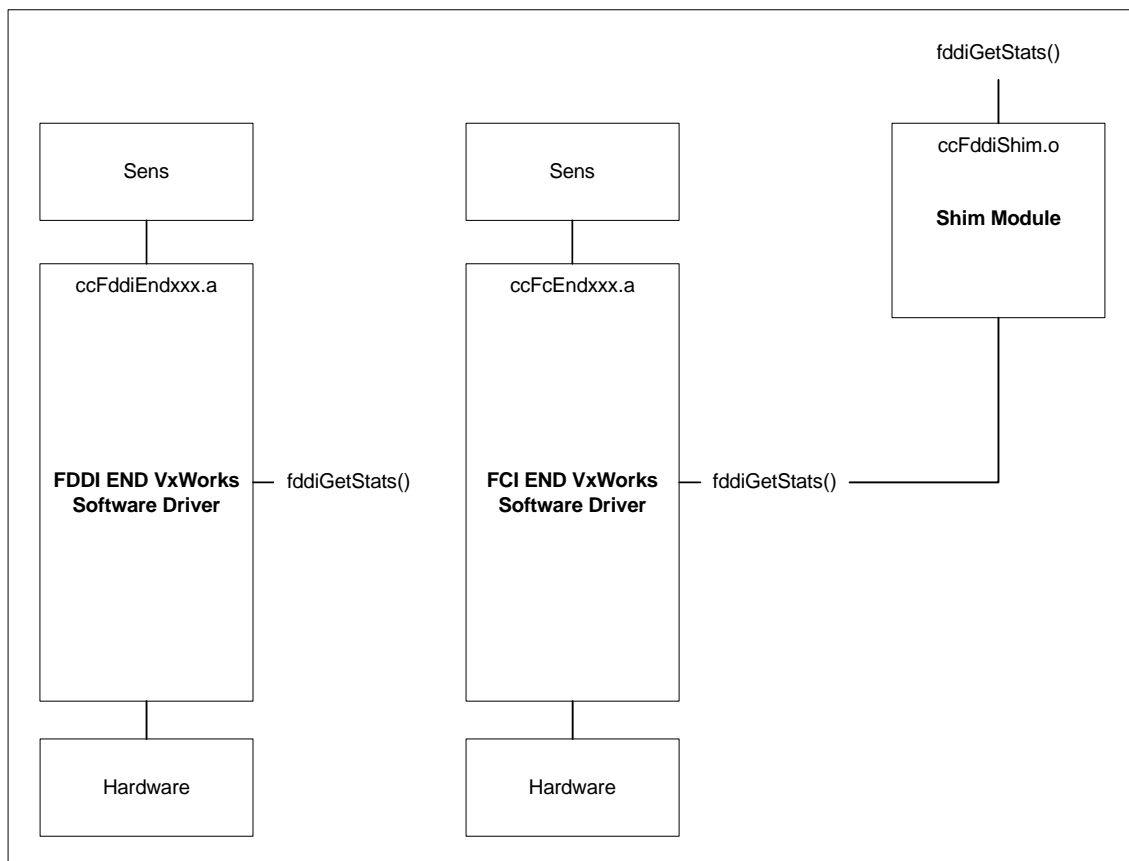 fddiGetStats()
ccFddiShim.o
Shim Module
Sens
Sens
ccFddiEndxxx.a
ccFcEndxxx.a
FDDI END VxWorks
Software Driver
fddiGetStats()
FCI END VxWorks
Software Driver
fddiGetStats()
Hardware
Hardware